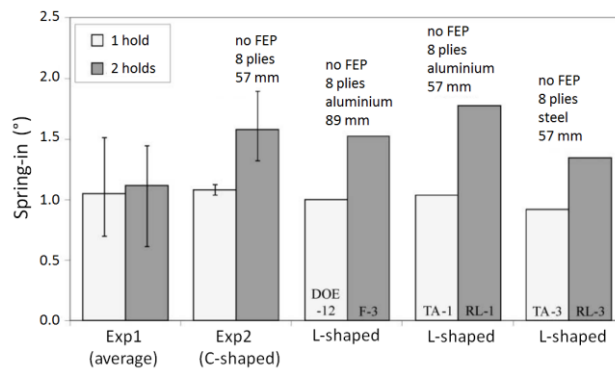 2.5
2.0
1.5
1.0
0.5
0.0
Spring-in (°)
1 hold
2 holds
no FEP
8 plies
57 mm
no FEP
8 plies
aluminium
89 mm
no FEP
8 plies
aluminium
57 mm
no FEP
8 plies
steel
57 mm
DOE
-12
F-3
TA-1
RL-1
TA-3
RL-3
Exp1
(average)
Exp2
(C-shaped)
L-shaped
L-shaped
L-shaped